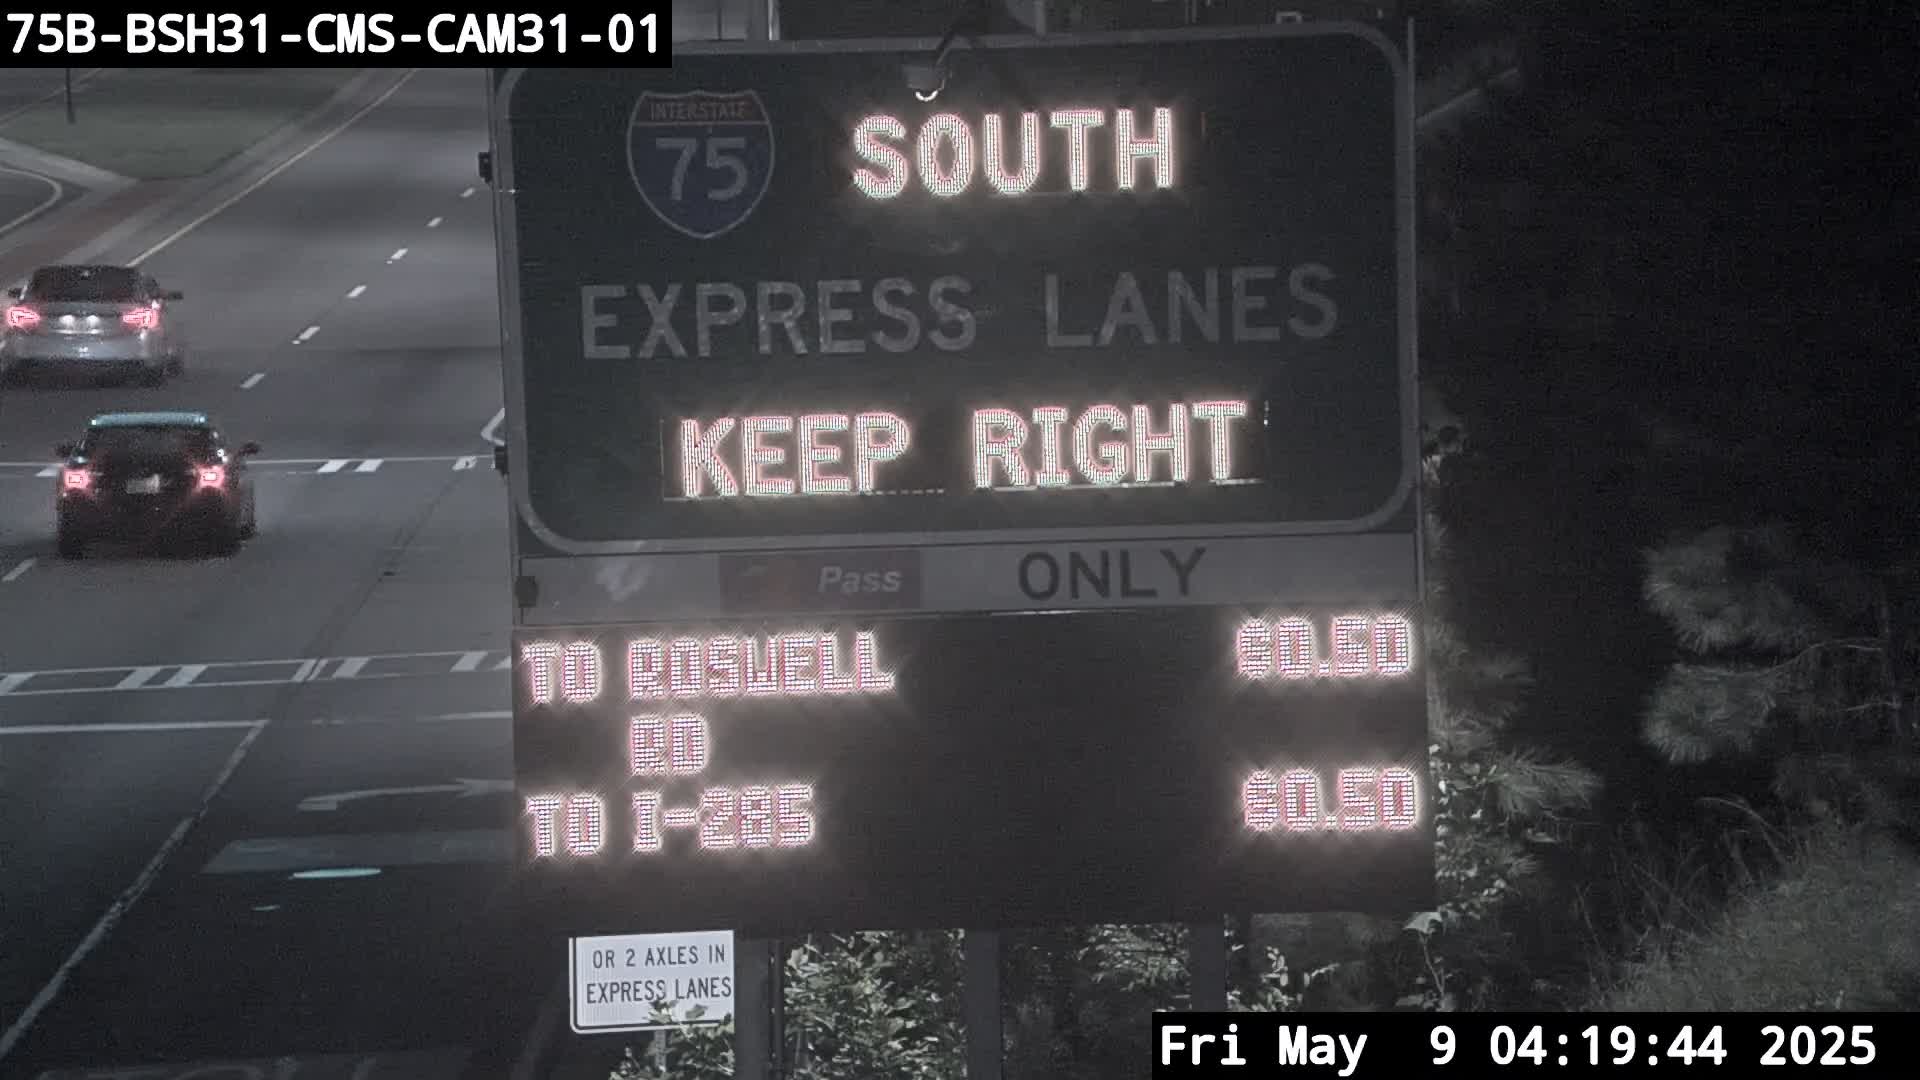 75B-BSH31-CMS-CAM31-01
INTERSTATE
75
SOUTH
EXPRESS LANES
KEEP RIGHT
Pass ONLY
TO ROSWELL $0.50
RD
TO I-285 $0.50
OR 2 AXLES IN
EXPRESS LANES
Fri May 9 04:19:44 2025